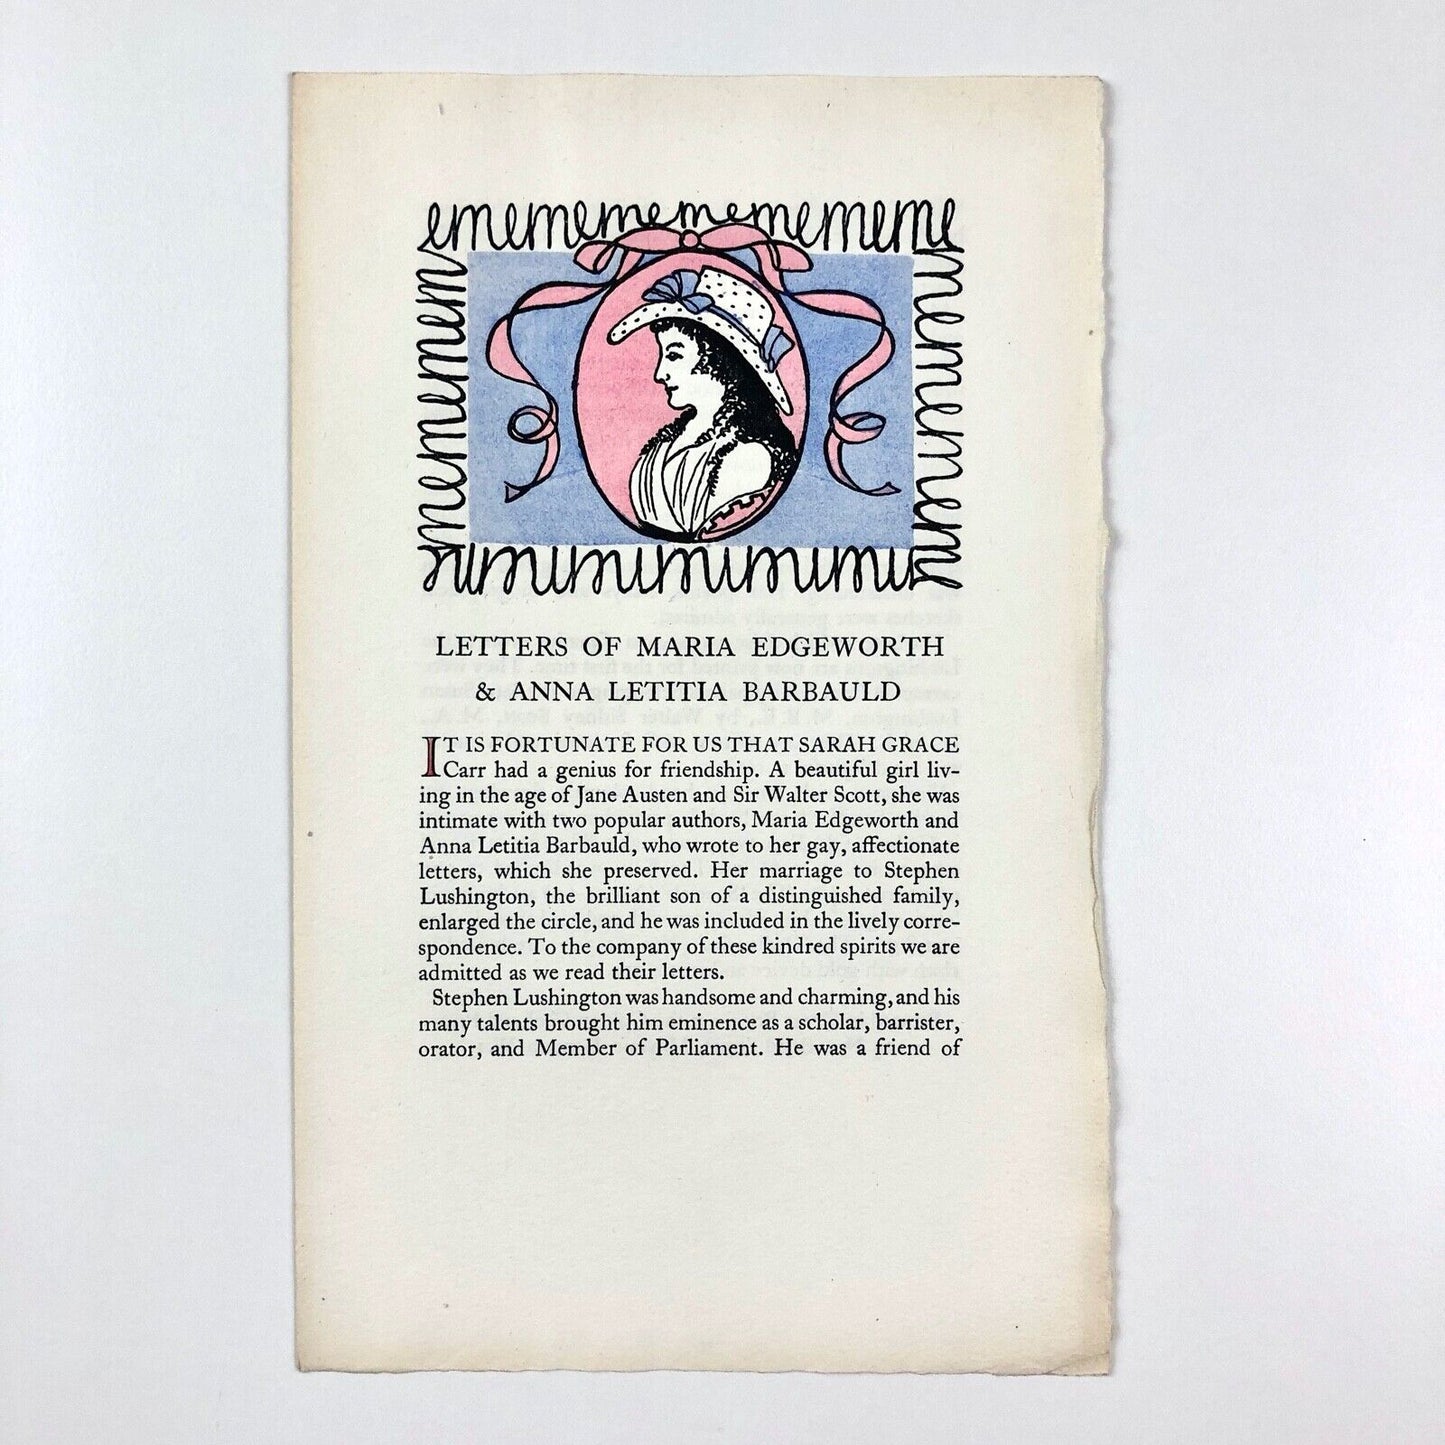 LETTERS OF MARIA EDGEWORTH
& ANNA LETITIA BARBAULD
IT IS FORTUNATE FOR US THAT SARAH GRACE
Carr had a genius for friendship. A beautiful girl liv-
ing in the age of Jane Austen and Sir Walter Scott, she was
intimate with two popular authors, Maria Edgeworth and
Anna Letitia Barbauld, who wrote to her gay, affectionate
letters, which she preserved. Her marriage to Stephen
Lushington, the brilliant son of a distinguished family,
enlarged the circle, and he was included in the lively corre-
spondence. To the company of these kindred spirits we are
admitted as we read their letters.
Stephen Lushington was handsome and charming, and his
many talents brought him eminence as a scholar, barrister,
orator, and Member of Parliament. He was a friend of